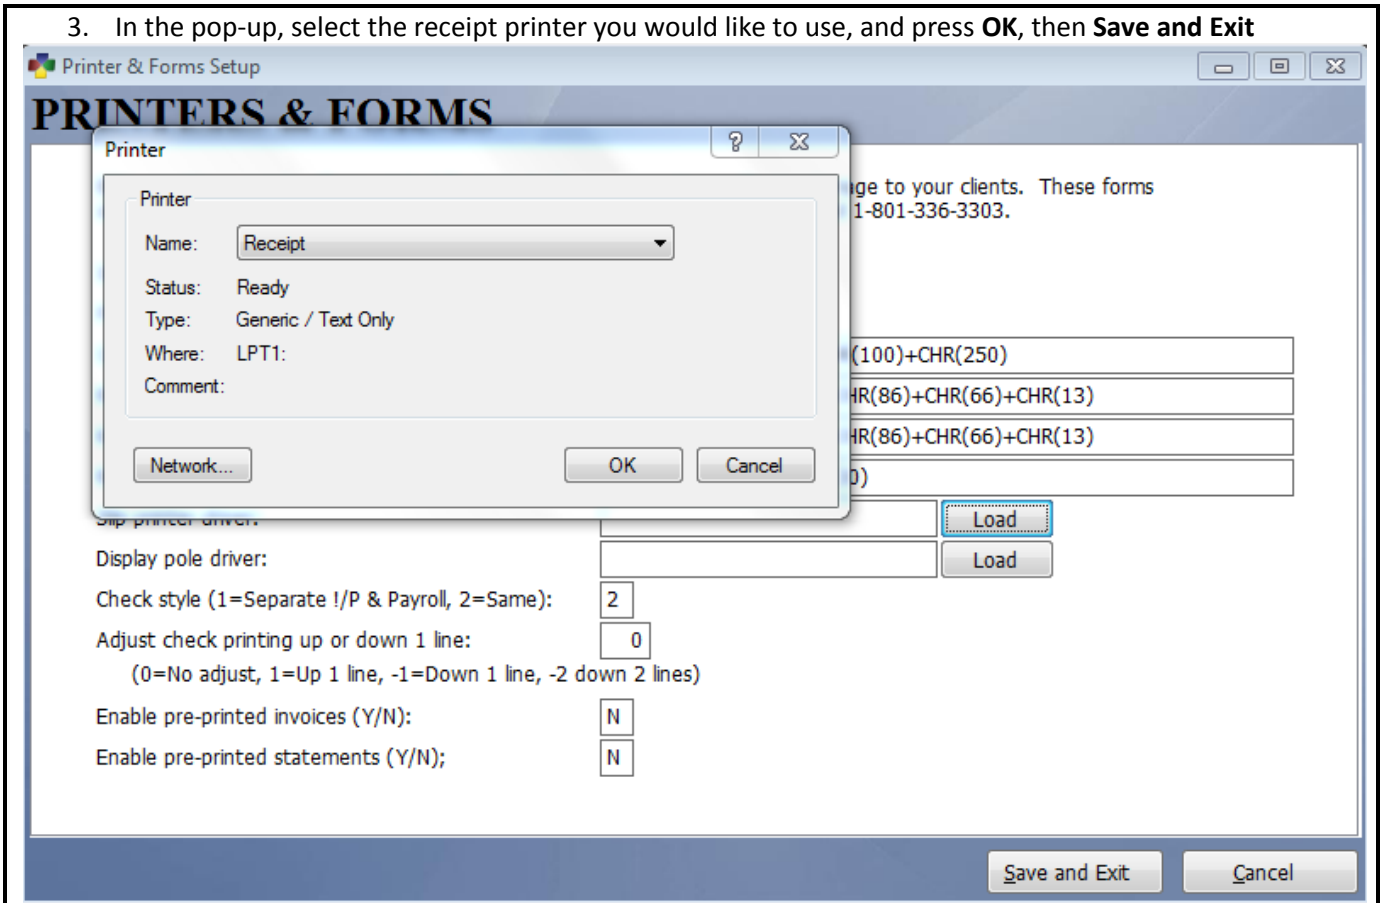 3. In the pop-up, select the receipt printer you would like to use, and press OK, then Save and Exit
Printer & Forms Setup
PRINTERS & FORMS
Printer
to your clients. These forms
1-801-336-3303.
Printer
Name: Receipt
Status: Ready
Type: Generic / Text Only
Where: LPT1:
Comment:
(100)+CHR(250)
HR(86)+CHR(66)+CHR(13)
HR(86)+CHR(66)+CHR(13)
Network... OK Cancel
0)
Slip printer driver: Load
Display pole driver: Load
Check style (1=Separate !/P & Payroll, 2=Same): 2
Adjust check printing up or down 1 line: 0
(0=No adjust, 1=Up 1 line, -1=Down 1 line, -2 down 2 lines)
Enable pre-printed invoices (Y/N): N
Enable pre-printed statements (Y/N); N
Save and Exit Cancel